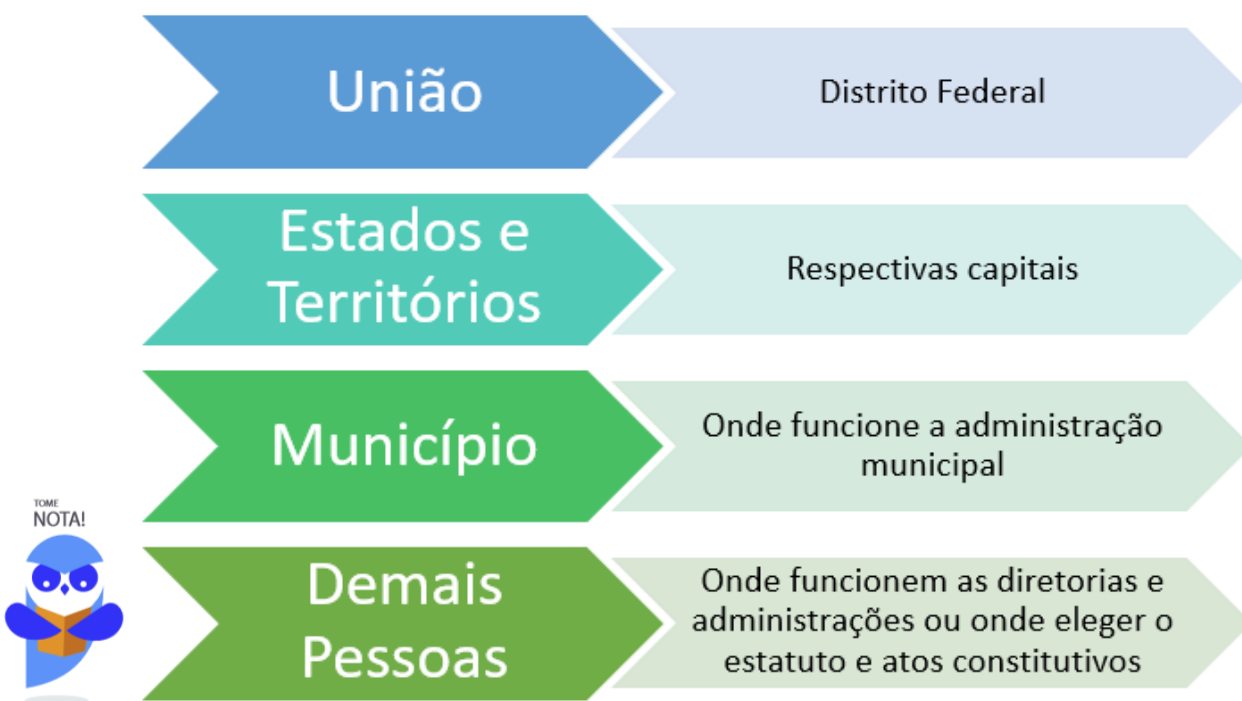 União
Distrito Federal
Estados e
Territórios
Respectivas capitais
Município
Onde funcione a administração
municipal
TOME
NOTA!
Demais
Pessoas
Onde funcionem as diretorias e
administrações ou onde eleger o
estatuto e atos constitutivos